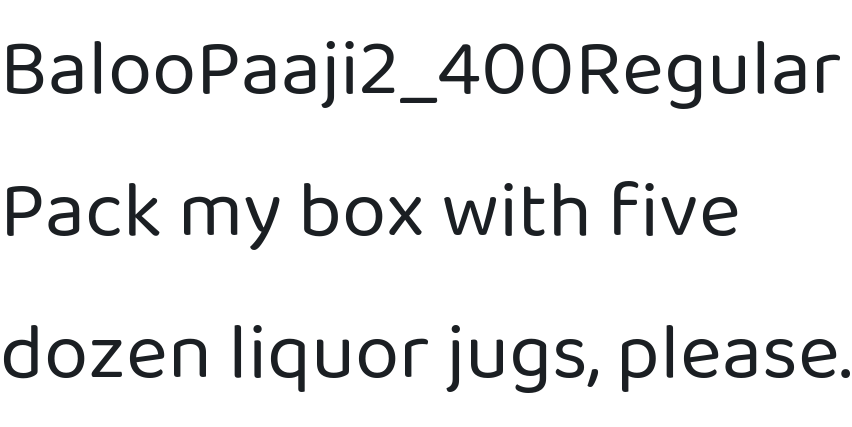 BalooPaaji2_400Regular
Pack my box with five
dozen liquor jugs, please.